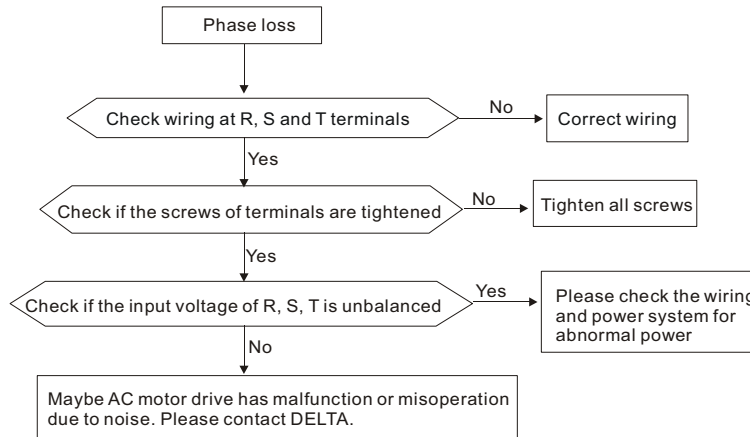 Phase loss
Check wiring at R, S and T terminals
No
Correct wiring
Yes
Check if the screws of terminals are tightened
No
Tighten all screws
Yes
Check if the input voltage of R, S, T is unbalanced
Yes
Please check the wiring
and power system for
abnormal power
No
Maybe AC motor drive has malfunction or misoperation
due to noise. Please contact DELTA.